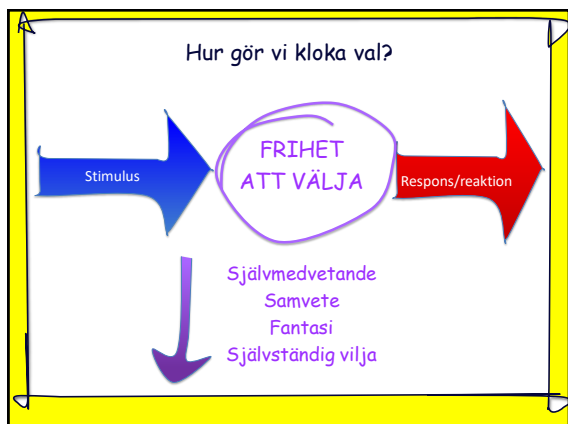 Hur gör vi kloka val?
Stimulus
FRIHET
ATT VÄLJA
Respons/reaktion
Självmedvetande
Samvete
Fantasi
Självständig vilja